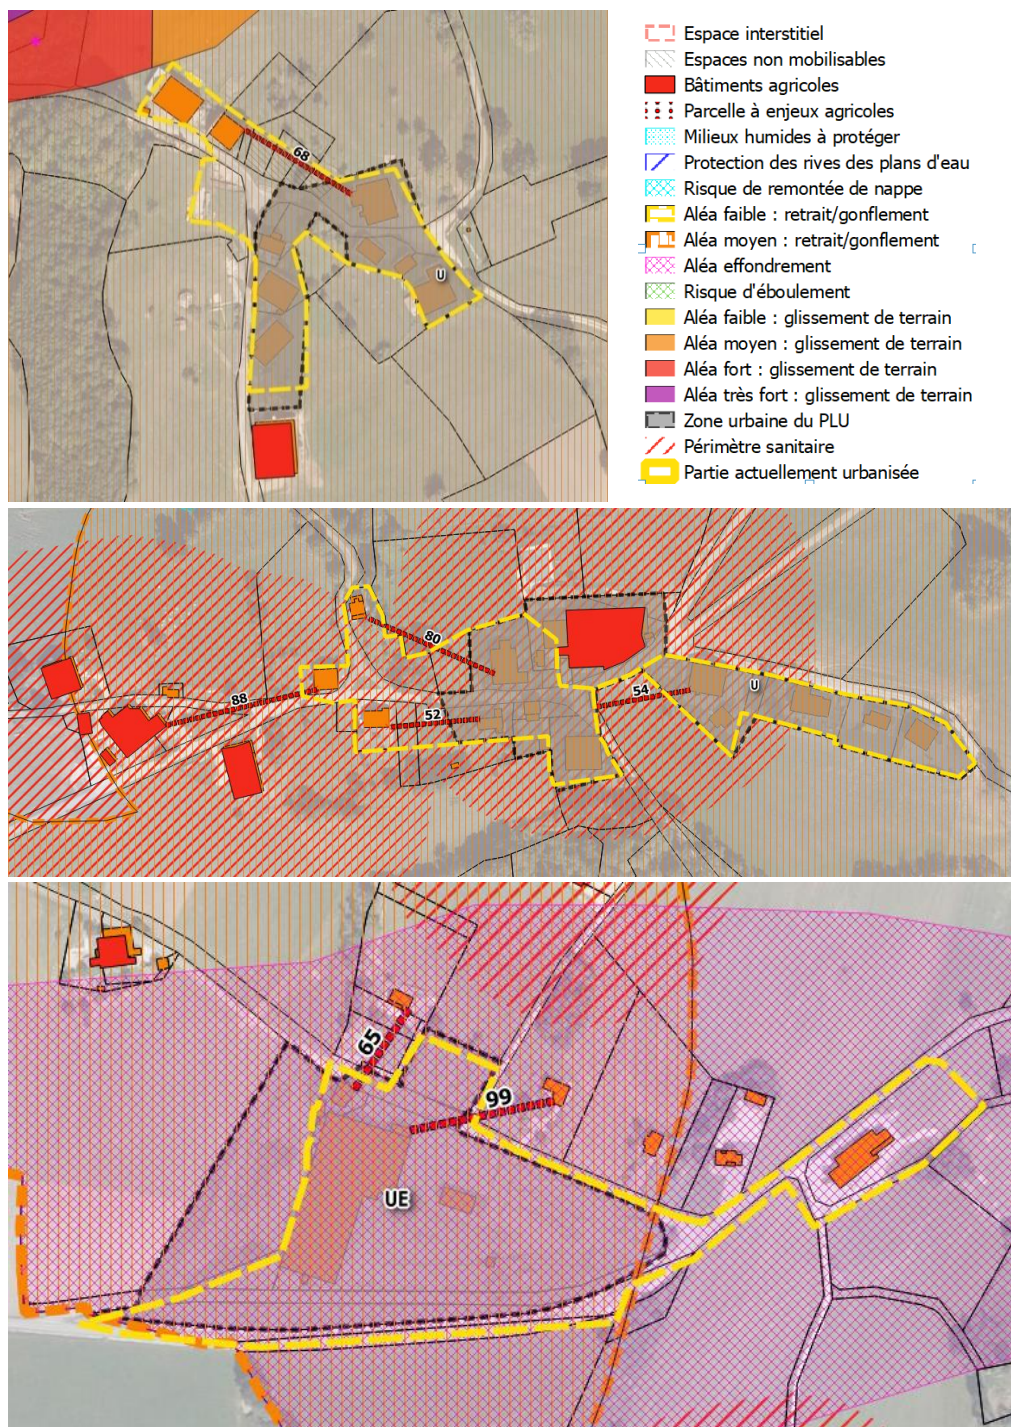 68
U
Espace interstitiel
Espaces non mobilisables
Bâtiments agricoles
Parcelle à enjeux agricoles
Milieux humides à protéger
Protection des rives des plans d'eau
Risque de remontée de nappe
Aléa faible : retrait/gonflement
Aléa moyen : retrait/gonflement
Aléa effondrement
Risque d'éboulement
Aléa faible : glissement de terrain
Aléa moyen : glissement de terrain
Aléa fort : glissement de terrain
Aléa très fort : glissement de terrain
Zone urbaine du PLU
Périmètre sanitaire
Partie actuellement urbanisée
80
88
52
54
U
65
99
UE